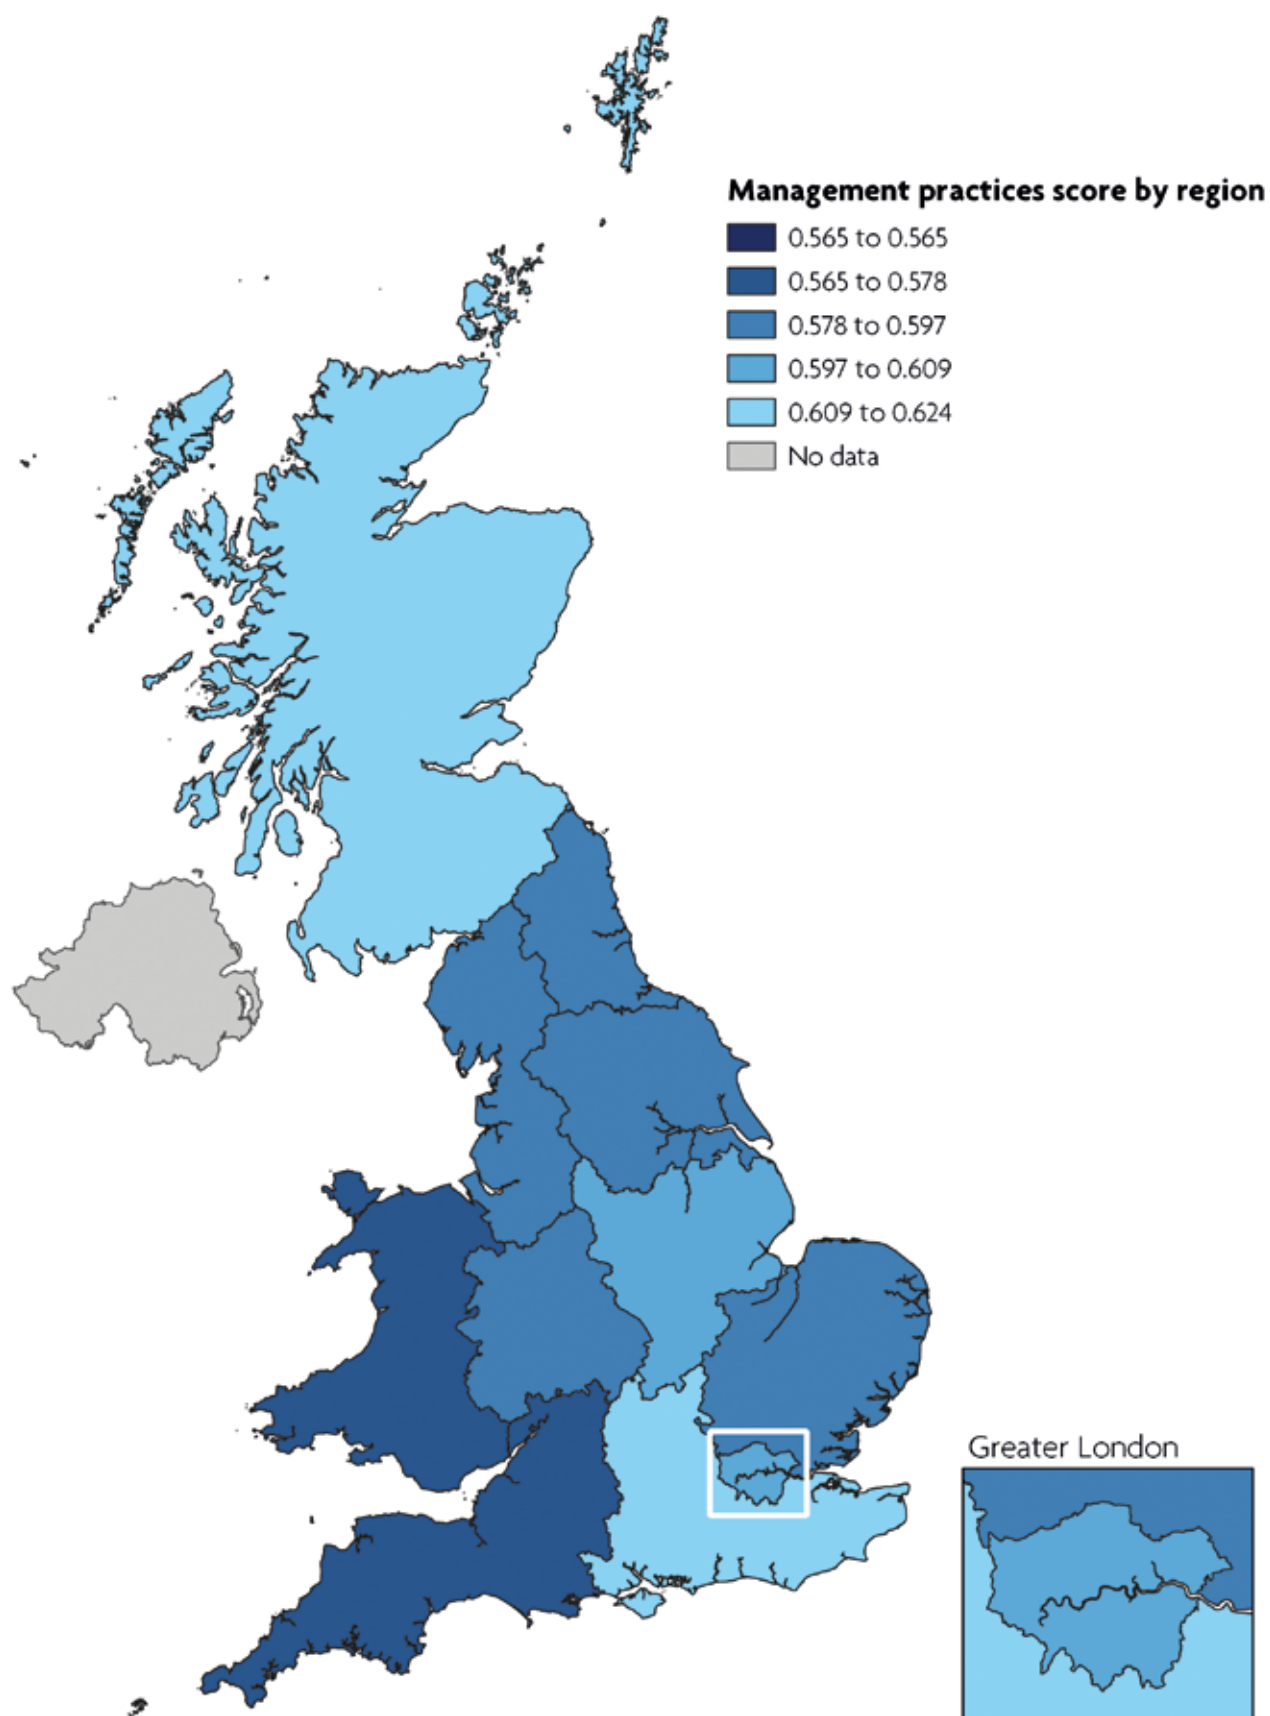 Management practices score by region
0.565 to 0.565
0.565 to 0.578
0.578 to 0.597
0.597 to 0.609
0.609 to 0.624
No data
Greater London